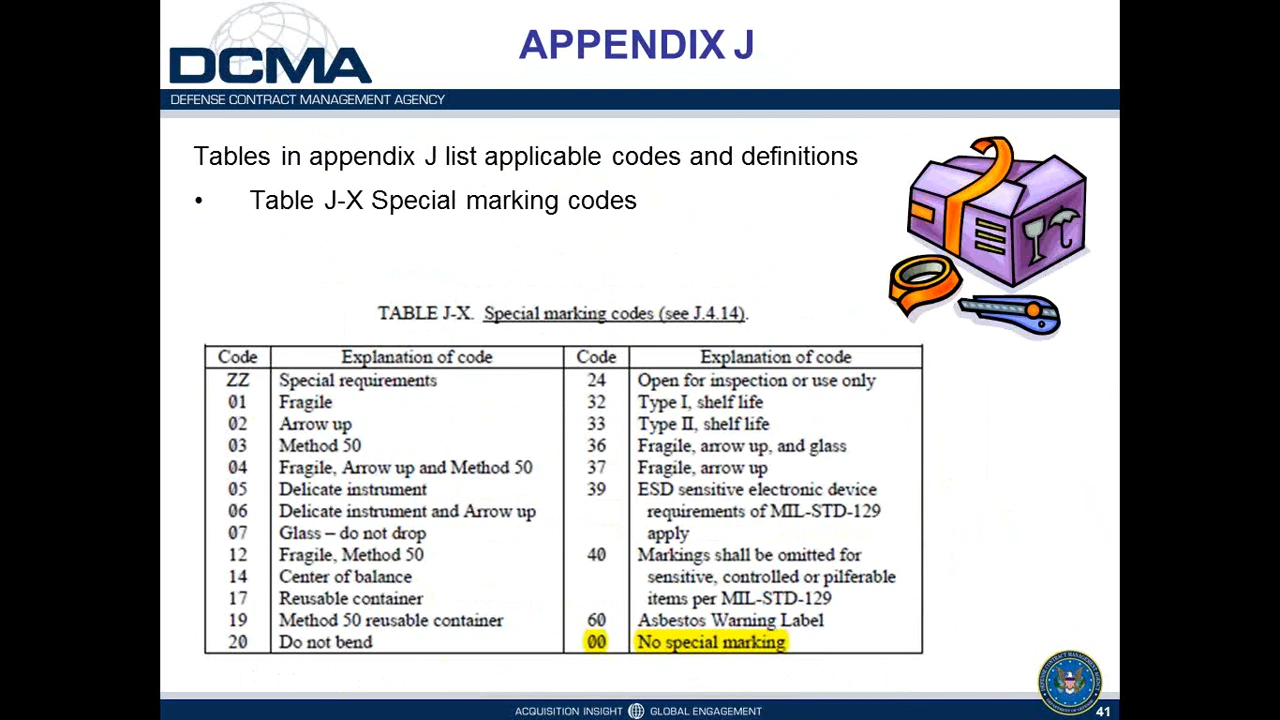 APPENDIX J
DCMA
DEFENSE CONTRACT MANAGEMENT AGENCY
Tables in appendix J list applicable codes and definitions
• Table J-X Special marking codes
TABLE J-X. Special marking codes (see J.4.14).
Code Explanation of code Code Explanation of code
ZZ Special requirements 24 Open for inspection or use only
01 Fragile 32 Type I, shelf life
02 Arrow up 33 Type II, shelf life
03 Method 50 36 Fragile, arrow up, and glass
04 Fragile, Arrow up and Method 50 37 Fragile, arrow up
05 Delicate instrument 39 ESD sensitive electronic device
06 Delicate instrument and Arrow up requirements of MIL-STD-129
07 Glass – do not drop apply
12 Fragile, Method 50 40 Markings shall be omitted for
14 Center of balance sensitive, controlled or pilferable
17 Reusable container items per MIL-STD-129
19 Method 50 reusable container 60 Asbestos Warning Label
20 Do not bend 00 No special marking
ACQUISITION INSIGHT GLOBAL ENGAGEMENT
41